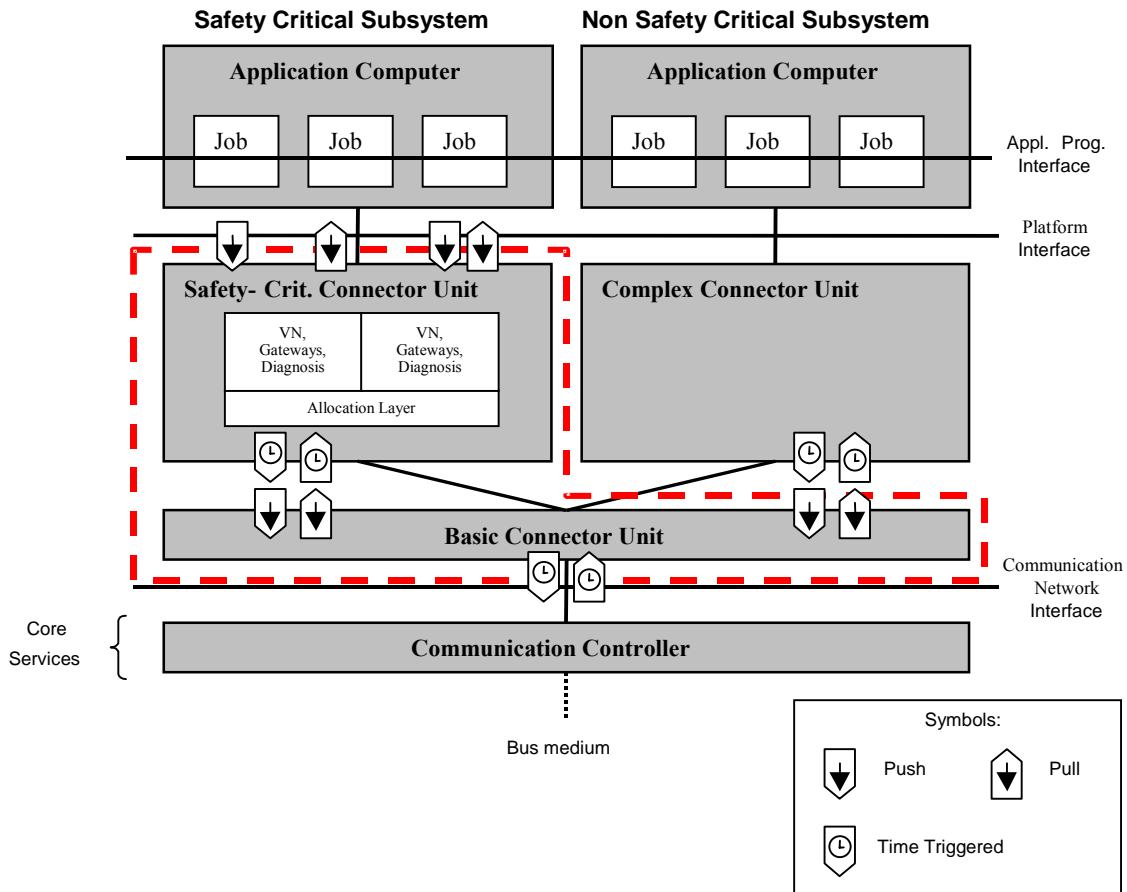 Safety Critical Subsystem
Non Safety Critical Subsystem
Application Computer
Application Computer
Job
Job
Job
Job
Job
Job
Appl. Prog.
Interface
Platform
Interface
Safety- Crit. Connector Unit
Complex Connector Unit
VN,
Gateways,
Diagnosis
VN,
Gateways,
Diagnosis
Allocation Layer
Basic Connector Unit
Communication
Network
Interface
Core
Services
Communication Controller
Bus medium
Symbols:
Push
Pull
Time Triggered